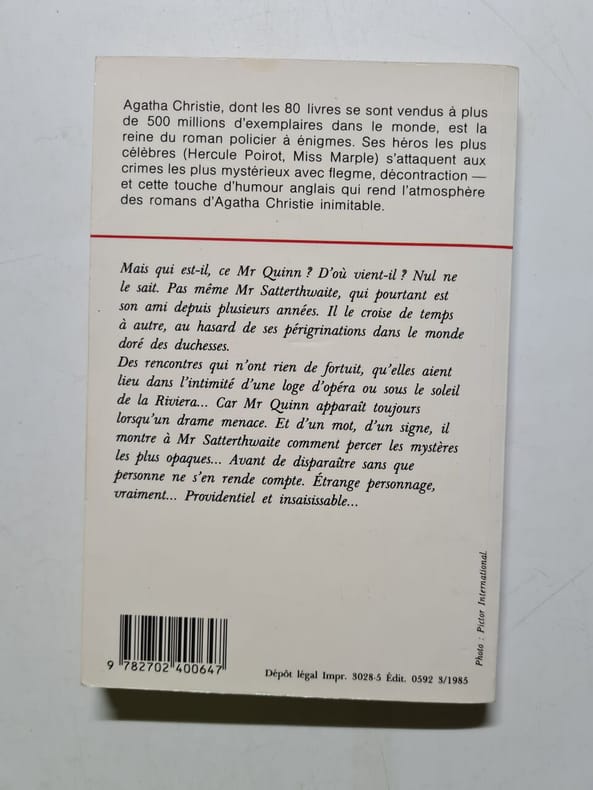 Agatha Christie, dont les 80 livres se sont vendus à plus
de 500 millions d'exemplaires dans le monde, est la
reine du roman policier à énigmes. Ses héros les plus
célèbres (Hercule Poirot, Miss Marple) s'attaquent aux
crimes les plus mystérieux avec flegme, décontraction —
et cette touche d'humour anglais qui rend l'atmosphère
des romans d'Agatha Christie inimitable.
Mais qui est-il, ce Mr Quinn ? D'où vient-il ? Nul ne
le sait. Pas même Mr Satterthwaite, qui pourtant est
son ami depuis plusieurs années. Il le croise de temps
à autre, au hasard de ses périgrinations dans le monde
doré des duchesses.
Des rencontres qui n'ont rien de fortuit, qu'elles aient
lieu dans l'intimité d'une loge d'opéra ou sous le soleil
de la Riviera... Car Mr Quinn apparaît toujours
lorsqu'un drame menace. Et d'un mot, d'un signe, il
montre à Mr Satterthwaite comment percer les mystères
les plus opaques... Avant de disparaître sans que
personne ne s'en rende compte. Étrange personnage,
vraiment... Providentiel et insaisissable...
Photo : Pictor International.
9 782702 400647
Dépôt légal Impr. 3028-5 Édit. 0592 3/1985